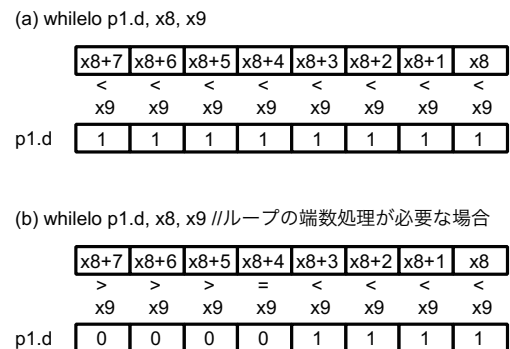 (a) whilelo p1.d, x8, x9
x8+7 x8+6 x8+5 x8+4 x8+3 x8+2 x8+1 x8
< < < < < < < <
x9 x9 x9 x9 x9 x9 x9 x9
p1.d 1 1 1 1 1 1 1 1
(b) whilelo p1.d, x8, x9 //ループの端数処理が必要な場合
x8+7 x8+6 x8+5 x8+4 x8+3 x8+2 x8+1 x8
> > > = < < < <
x9 x9 x9 x9 x9 x9 x9 x9
p1.d 0 0 0 0 1 1 1 1